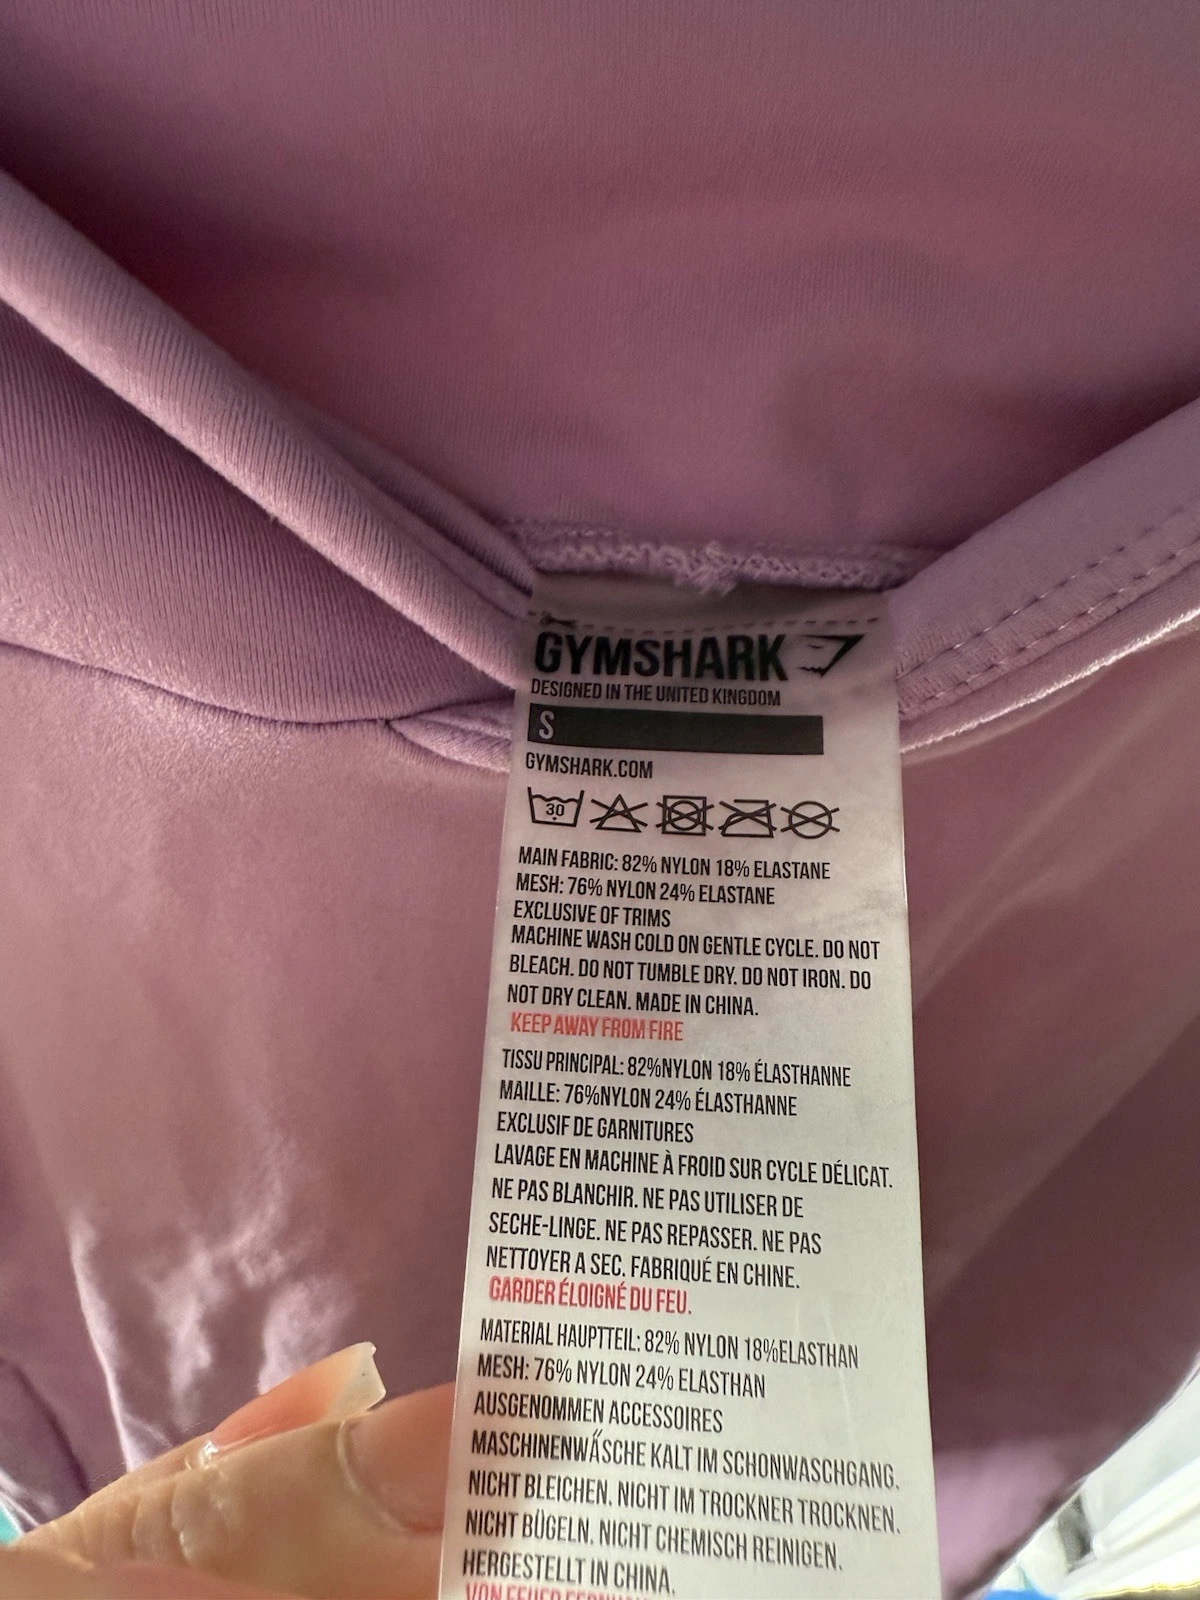 GYMSHARK
DESIGNED IN THE UNITED KINGDOM
S
GYMSHARK.COM
30
MAIN FABRIC: 82% NYLON 18% ELASTANE
MESH: 76% NYLON 24% ELASTANE
EXCLUSIVE OF TRIMS
MACHINE WASH COLD ON GENTLE CYCLE. DO NOT
BLEACH. DO NOT TUMBLE DRY. DO NOT IRON. DO
NOT DRY CLEAN. MADE IN CHINA.
KEEP AWAY FROM FIRE
TISSU PRINCIPAL: 82%NYLON 18% ÉLASTHANNE
MAILLE: 76%NYLON 24% ÉLASTHANNE
EXCLUSIF DE GARNITURES
LAVAGE EN MACHINE À FROID SUR CYCLE DÉLICAT.
NE PAS BLANCHIR. NE PAS UTILISER DE
SECHE-LINGE. NE PAS REPASSER. NE PAS
NETTOYER A SEC. FABRIQUÉ EN CHINE.
GARDER ÉLOIGNÉ DU FEU.
MATERIAL HAUPTTEIL: 82% NYLON 18%ELASTHAN
MESH: 76% NYLON 24% ELASTHAN
AUSGENOMMEN ACCESSOIRES
MASCHINENWÄSCHE KALT IM SCHONWASCHGANG.
NICHT BLEICHEN. NICHT IM TROCKNER TROCKNEN.
NICHT BÜGELN. NICHT CHEMISCH REINIGEN.
HERGESTELLT IN CHINA.
VON FEUER